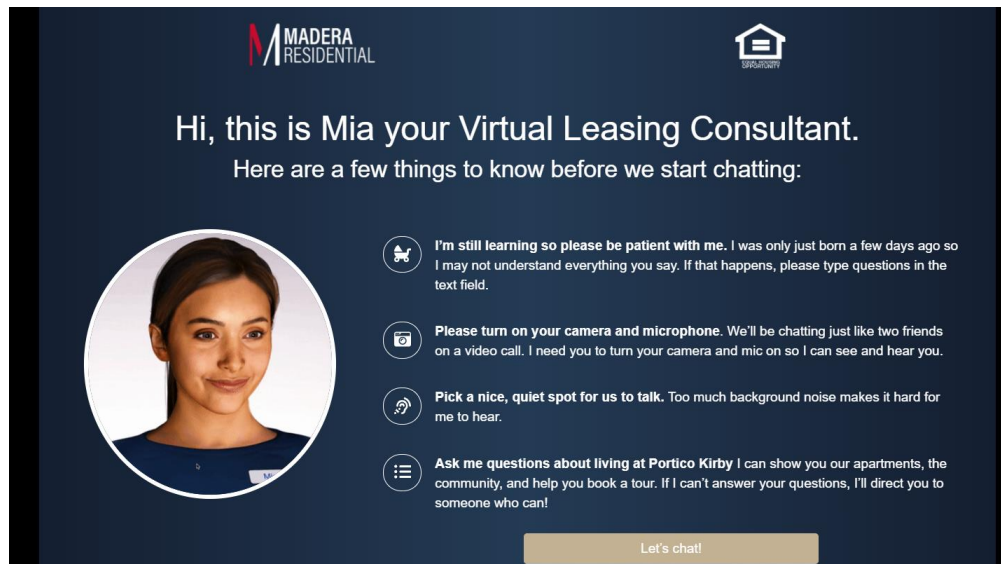 MADERA
RESIDENTIAL
EQUAL HOUSING
OPPORTUNITY
Hi, this is Mia your Virtual Leasing Consultant.
Here are a few things to know before we start chatting:
I'm still learning so please be patient with me. I was only just born a few days ago so
I may not understand everything you say. If that happens, please type questions in the
text field.
Please turn on your camera and microphone. We'll be chatting just like two friends
on a video call. I need you to turn your camera and mic on so I can see and hear you.
Pick a nice, quiet spot for us to talk. Too much background noise makes it hard for
me to hear.
Ask me questions about living at Portico Kirby I can show you our apartments, the
community, and help you book a tour. If I can't answer your questions, I'll direct you to
someone who can!
Let's chat!